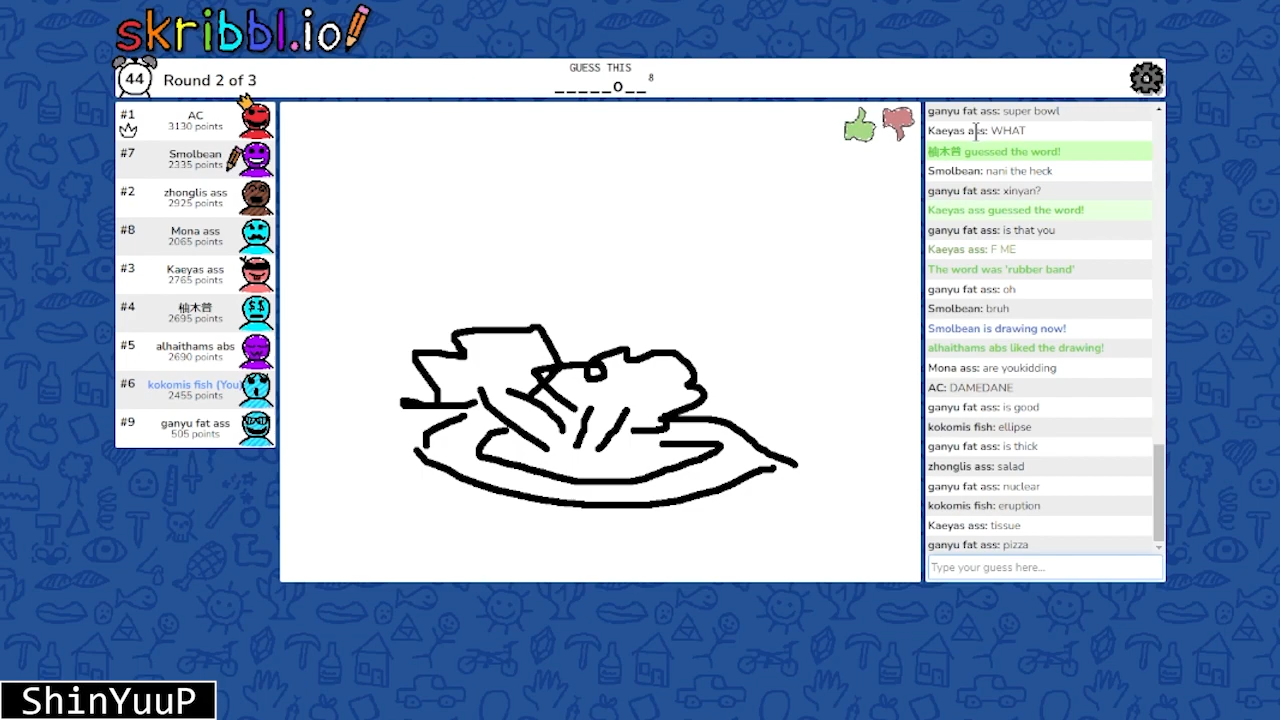 skribbl.io
44
Round 2 of 3
GUESS THIS
_____o__ 8
#1 AC
3130 points
#7 Smolbean
2335 points
#2 zhonglis ass
2925 points
#8 Mona ass
2065 points
#3 Kaeyas ass
2765 points
#4 柚木曾
2695 points
#5 alhaithams abs
2690 points
#6 kokomis fish (You)
2455 points
#9 ganyu fat ass
505 points
ganyu fat ass: super bowl
Kaeyas ass: WHAT
柚木曾 guessed the word!
Smolbean: nani the heck
ganyu fat ass: xinyan?
Kaeyas ass guessed the word!
ganyu fat ass: is that you
Kaeyas ass: F ME
The word was 'rubber band'
ganyu fat ass: oh
Smolbean: bruh
Smolbean is drawing now!
alhaithams abs liked the drawing!
Mona ass: are youkidding
AC: DAMEDANE
ganyu fat ass: is good
kokomis fish: ellipse
ganyu fat ass: is thick
zhonglis ass: salad
ganyu fat ass: nuclear
kokomis fish: eruption
Kaeyas ass: tissue
ganyu fat ass: pizza
Type your guess here...
ShinYuuP